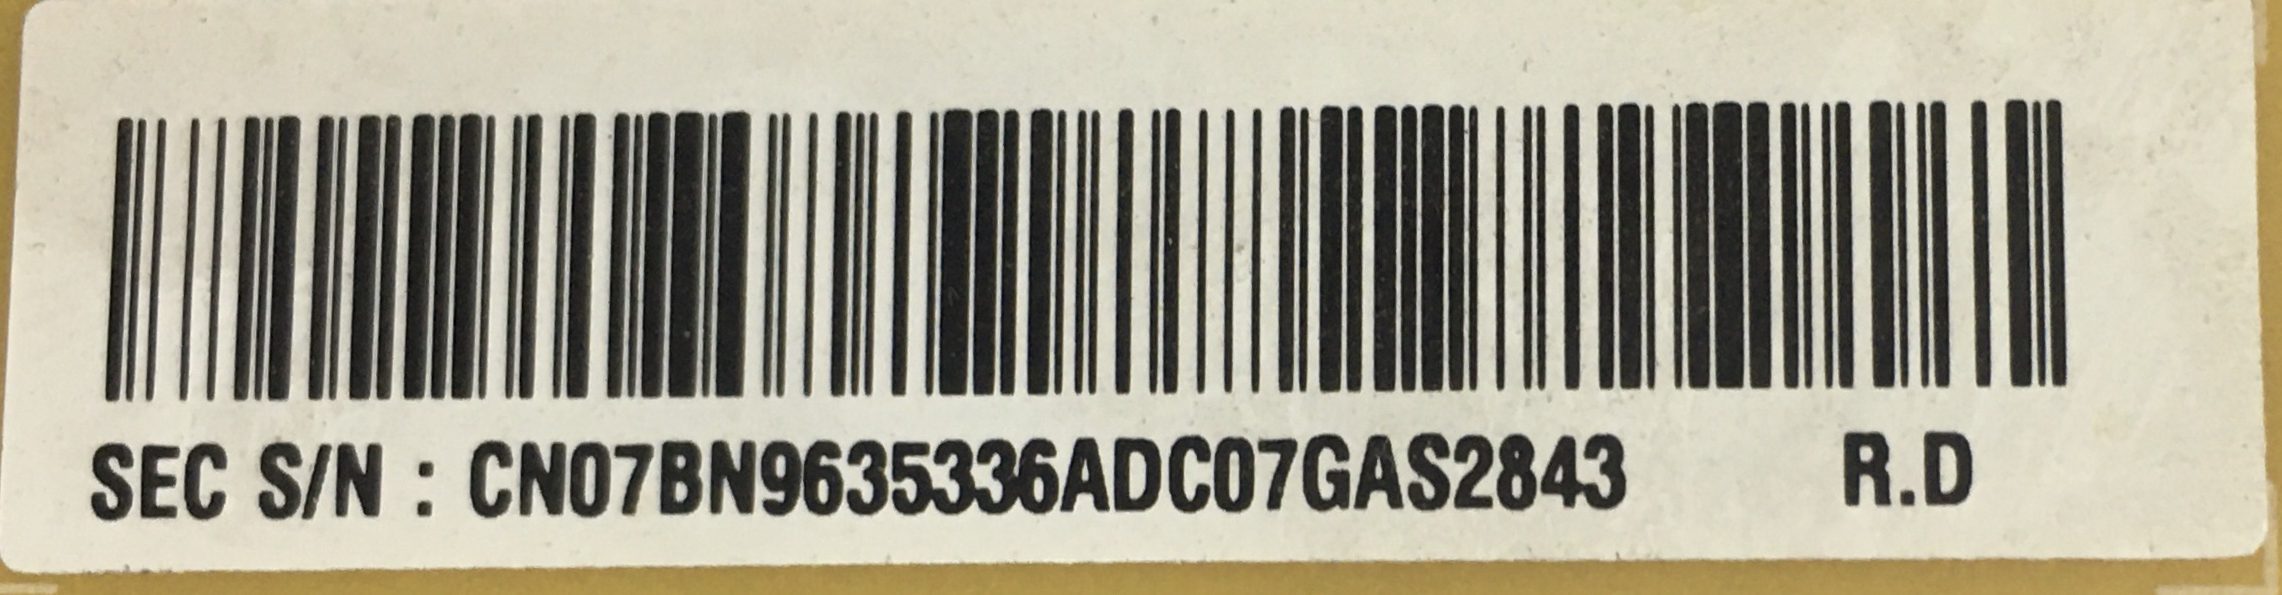 SEC S/N : CN07BN9635336ADC07GAS2843 R.D